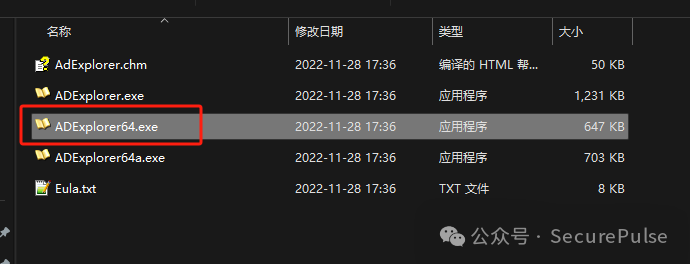 名称 修改日期 类型 大小
AdExplorer.chm 2022-11-28 17:36 编译的 HTML 帮... 50 KB
ADExplorer.exe 2022-11-28 17:36 应用程序 1,231 KB
ADExplorer64.exe 2022-11-28 17:36 应用程序 647 KB
ADExplorer64a.exe 2022-11-28 17:36 应用程序 703 KB
Eula.txt 2022-11-28 17:36 TXT 文件 8 KB
公众号 · SecurePulse